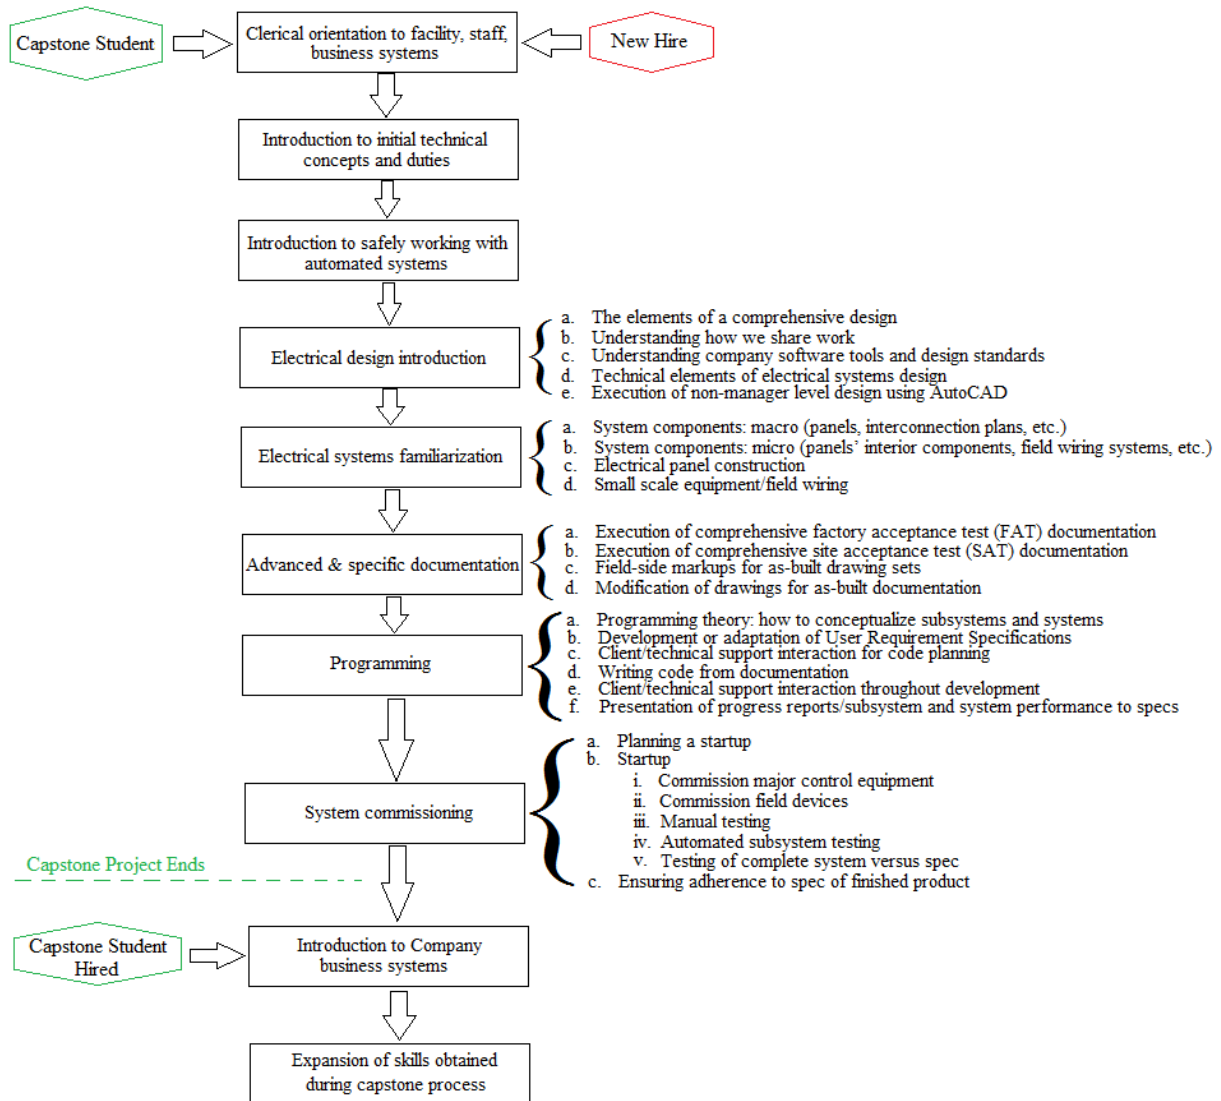 Capstone Student
Clerical orientation to facility, staff,
business systems
New Hire
Introduction to initial technical
concepts and duties
Introduction to safely working with
automated systems
Electrical design introduction
a. The elements of a comprehensive design
b. Understanding how we share work
c. Understanding company software tools and design standards
d. Technical elements of electrical systems design
e. Execution of non-manager level design using AutoCAD
Electrical systems familiarization
a. System components: macro (panels, interconnection plans, etc.)
b. System components: micro (panels’ interior components, field wiring systems, etc.)
c. Electrical panel construction
d. Small scale equipment/field wiring
Advanced & specific documentation
a. Execution of comprehensive factory acceptance test (FAT) documentation
b. Execution of comprehensive site acceptance test (SAT) documentation
c. Field-side markups for as-built drawing sets
d. Modification of drawings for as-built documentation
Programming
a. Programming theory: how to conceptualize subsystems and systems
b. Development or adaptation of User Requirement Specifications
c. Client/technical support interaction for code planning
d. Writing code from documentation
e. Client/technical support interaction throughout development
f. Presentation of progress reports/subsystem and system performance to specs
System commissioning
a. Planning a startup
b. Startup
i. Commission major control equipment
ii. Commission field devices
iii. Manual testing
iv. Automated subsystem testing
v. Testing of complete system versus spec
c. Ensuring adherence to spec of finished product
Capstone Project Ends
Capstone Student
Hired
Introduction to Company
business systems
Expansion of skills obtained
during capstone process